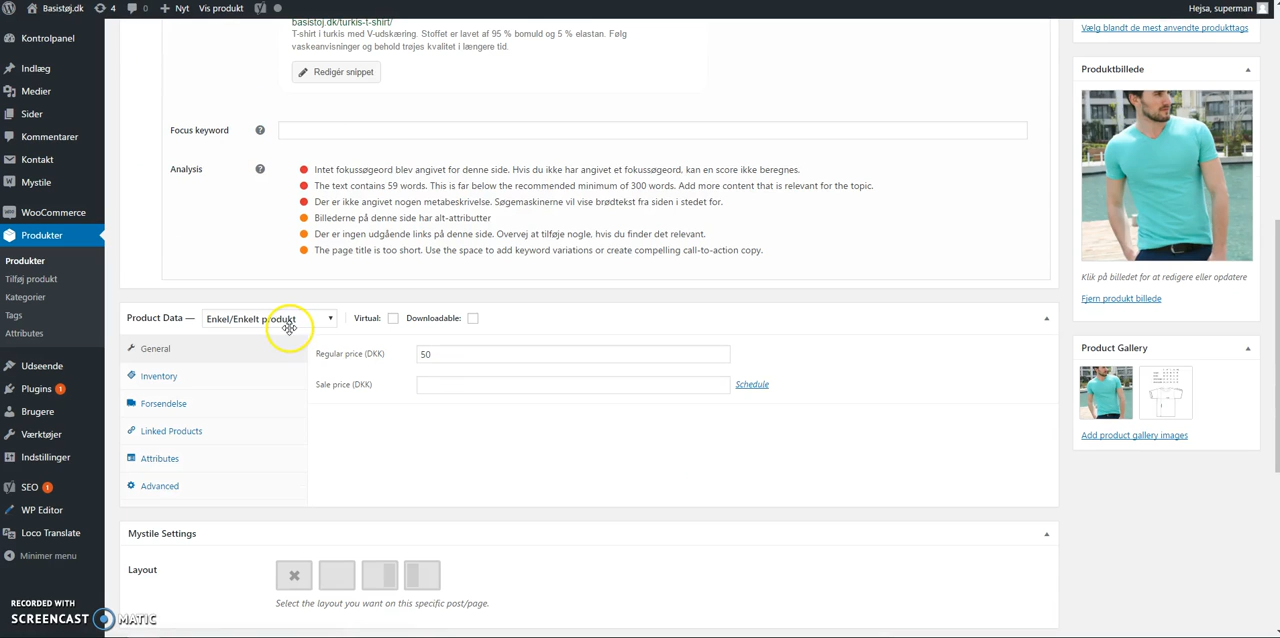 Basistøj.dk
4
0
Nyt
Vis produkt
Hejsa, superman
Kontrolpanel
Indlæg
Medier
Sider
Kommentarer
Kontakt
Mystile
WooCommerce
Produkter
Produkter
Tilføj produkt
Kategorier
Tags
Attributes
Udseende
Plugins 1
Brugere
Værktøjer
Indstillinger
SEO 1
WP Editor
Loco Translate
Minimer menu
RECORDED WITH
SCREENCAST MATIC
basistoj.dk/turkis-t-shirt/
T-shirt i turkis med V-udskæring. Stoffet er lavet af 95 % bomuld og 5 % elastan. Følg
vaskeanvisninger og behold trøjes kvalitet i længere tid.
Redigér snippet
Focus keyword
Analysis
Intet fokussøgeord blev angivet for denne side. Hvis du ikke har angivet et fokussøgeord, kan en score ikke beregnes.
The text contains 59 words. This is far below the recommended minimum of 300 words. Add more content that is relevant for the topic.
Der er ikke angivet nogen metabeskrivelse. Søgemaskinerne vil vise brødtekst fra siden i stedet for.
Billederne på denne side har alt-attributter
Der er ingen udgående links på denne side. Overvej at tilføje nogle, hvis du finder det relevant.
The page title is too short. Use the space to add keyword variations or create compelling call-to-action copy.
Product Data — Enkel/Enkelt produkt Virtual: Downloadable:
General
Inventory
Forsendelse
Linked Products
Attributes
Advanced
Regular price (DKK) 50
Sale price (DKK) Schedule
Mystile Settings
Layout
Select the layout you want on this specific post/page.
Vælg blandt de mest anvendte produkttags
Produktbillede
Klik på billedet for at redigere eller opdatere
Fjern produkt billede
Product Gallery
Add product gallery images